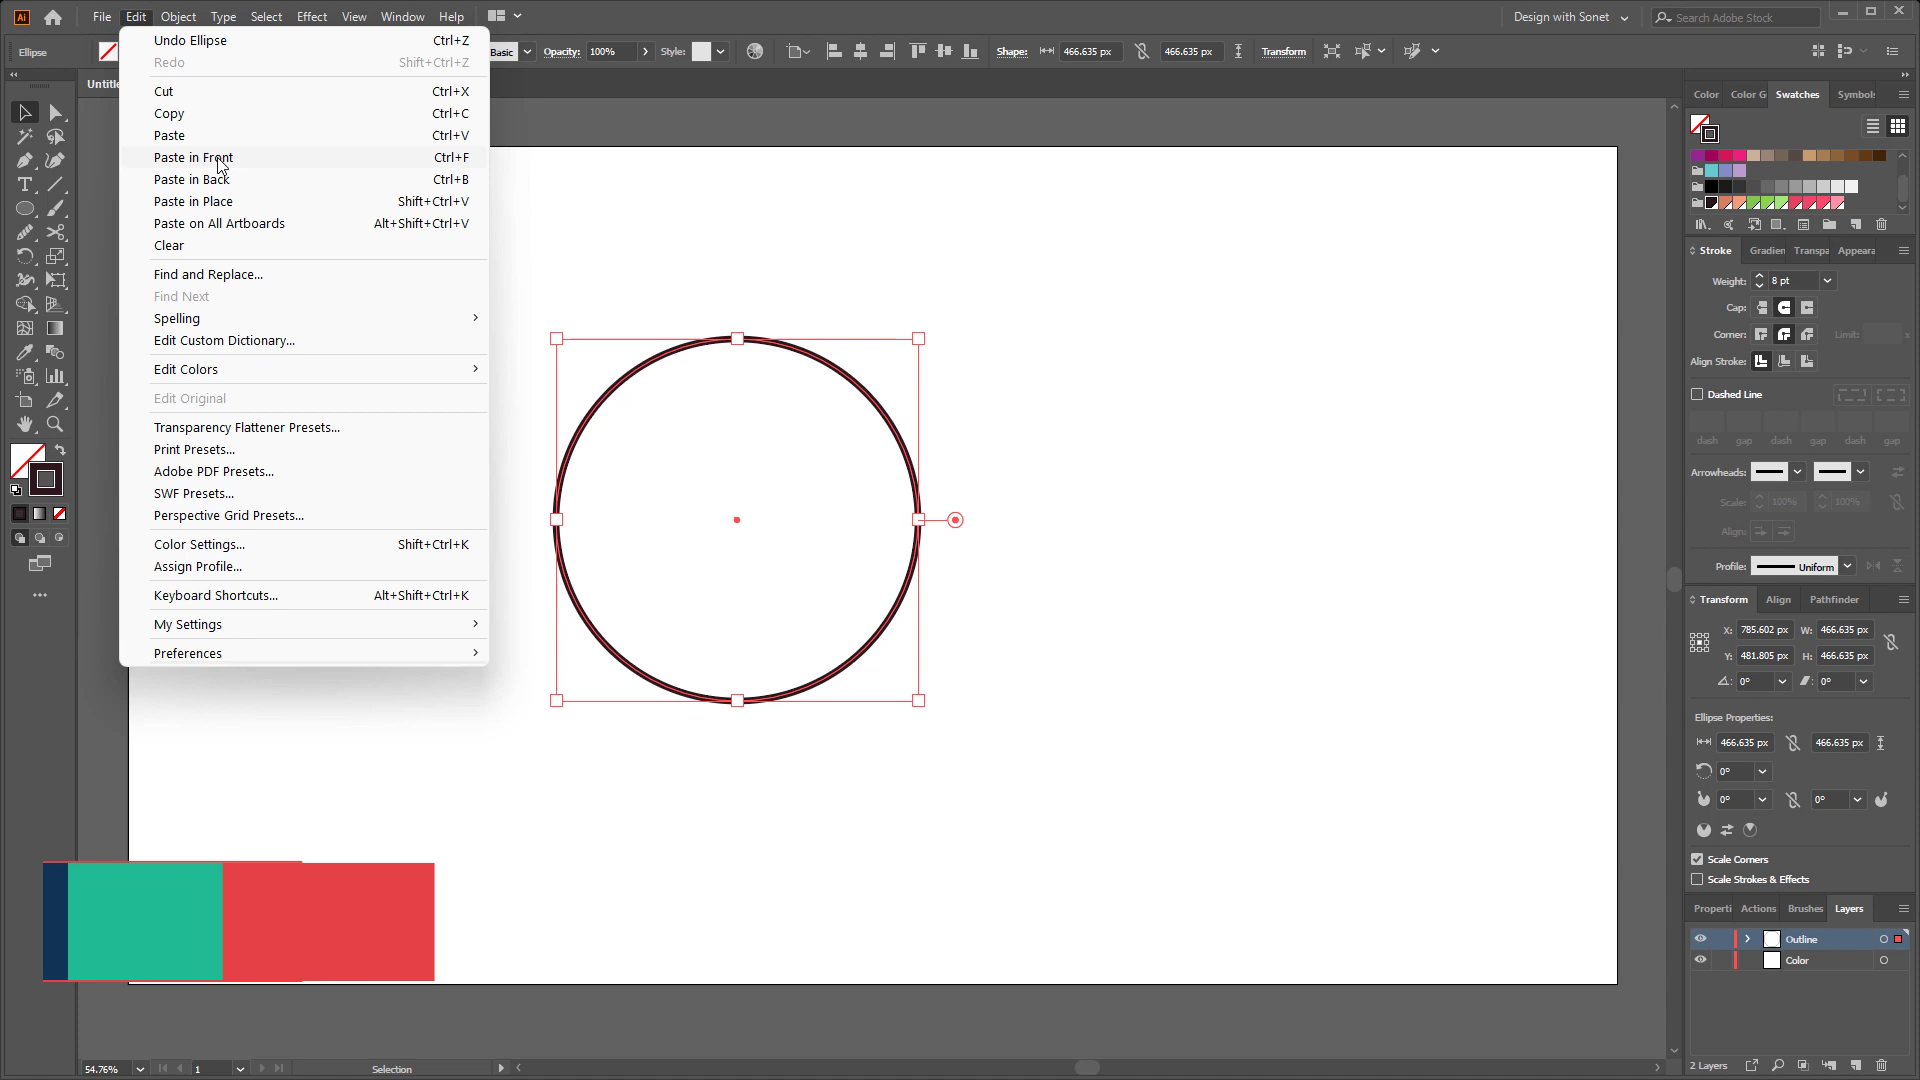 Ai File Edit Object Type Select Effect View Window Help Design with Sonet Search Adobe Stock
Ellipse Basic Opacity: 100% Style: Shape: 466.635 px 466.635 px Transform
Undo Ellipse Ctrl+Z
Redo Shift+Ctrl+Z
Cut Ctrl+X
Copy Ctrl+C
Paste Ctrl+V
Paste in Front Ctrl+F
Paste in Back Ctrl+B
Paste in Place Shift+Ctrl+V
Paste on All Artboards Alt+Shift+Ctrl+V
Clear
Find and Replace...
Find Next
Spelling
Edit Custom Dictionary...
Edit Colors
Edit Original
Transparency Flattener Presets...
Print Presets...
Adobe PDF Presets...
SWF Presets...
Perspective Grid Presets...
Color Settings... Shift+Ctrl+K
Assign Profile...
Keyboard Shortcuts... Alt+Shift+Ctrl+K
My Settings
Preferences
Untitle
Color Color G Swatches Symbols
Stroke Gradien Transpa Appeara
Weight: 8 pt
Cap:
Corner: Limit: x
Align Stroke:
Dashed Line
dash gap dash gap dash gap
Arrowheads:
Scale: 100% 100%
Align:
Profile: Uniform
Transform Align Pathfinder
X: 785.602 px W: 466.635 px
Y: 481.805 px H: 466.635 px
0° 0°
Ellipse Properties:
466.635 px 466.635 px
0°
0° 0°
Scale Corners
Scale Strokes & Effects
Properti Actions Brushes Layers
Outline
Color
2 Layers
54.76% 1 Selection